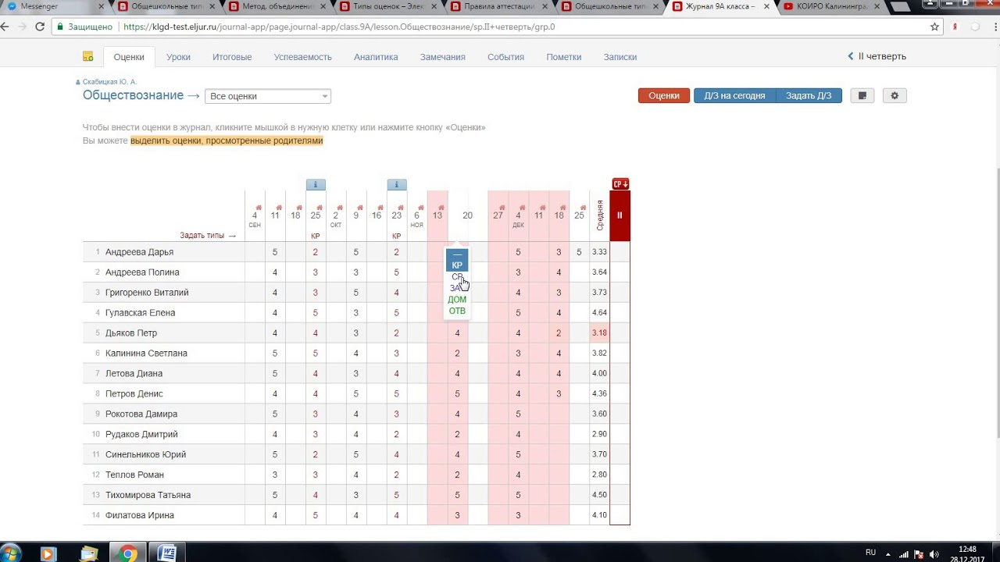 Messenger
Общешкольные тип
Метод. объединени
Типы оценок – Эле
Правила аттестации
Общешкольные тип
Журнал 9А класса –
КОИРО Калининград
Защищено https://klgd-test.eljur.ru/journal-app/page.journal-app/class.9A/lesson.Обществознание/sp.II+четверть/grp.0
Оценки Уроки Итоговые Успеваемость Аналитика Замечания События Пометки Записи II четверть
Скабицкая Ю. А.
Обществознание → Все оценки Оценки Д/З на сегодня Задать Д/З
Чтобы внести оценки в журнал, кликните мышкой в нужную клетку или нажмите кнопку «Оценки»
Вы можете выделить оценки, просмотренные родителями
i i СР
4 11 18 25 2 9 16 23 6 13 20 27 4 11 18 25 Средняя II
СЕН ОКТ НОЯ ДЕК
Задать типы → КР КР
1 Андреева Дарья 5 2 5 2 5 3 5 3.33
2 Андреева Полина 4 3 3 5 3 4 3.64
3 Григоренко Виталий 4 3 5 4 4 3 3.73
4 Гулавская Елена 4 5 3 5 5 4 4.64
—
КР
СР
ДОМ
ОТВ
5 Дьяков Петр 4 4 3 2 4 4 2 3.18
6 Калинина Светлана 5 5 4 3 2 3 4 3.82
7 Летова Диана 5 4 3 4 4 4 4 4.00
8 Петров Денис 4 4 5 5 5 4 3 4.36
9 Рокотова Дамира 5 3 4 3 4 5 3.60
10 Рудаков Дмитрий 4 3 4 2 2 4 2.90
11 Синельников Юрий 5 2 5 4 4 5 3.70
12 Теплов Роман 3 3 4 2 2 4 2.80
13 Тихомирова Татьяна 5 4 3 5 5 5 4.50
14 Филатова Ирина 4 5 4 4 3 3 4.10
RU 12:48
28.12.2017